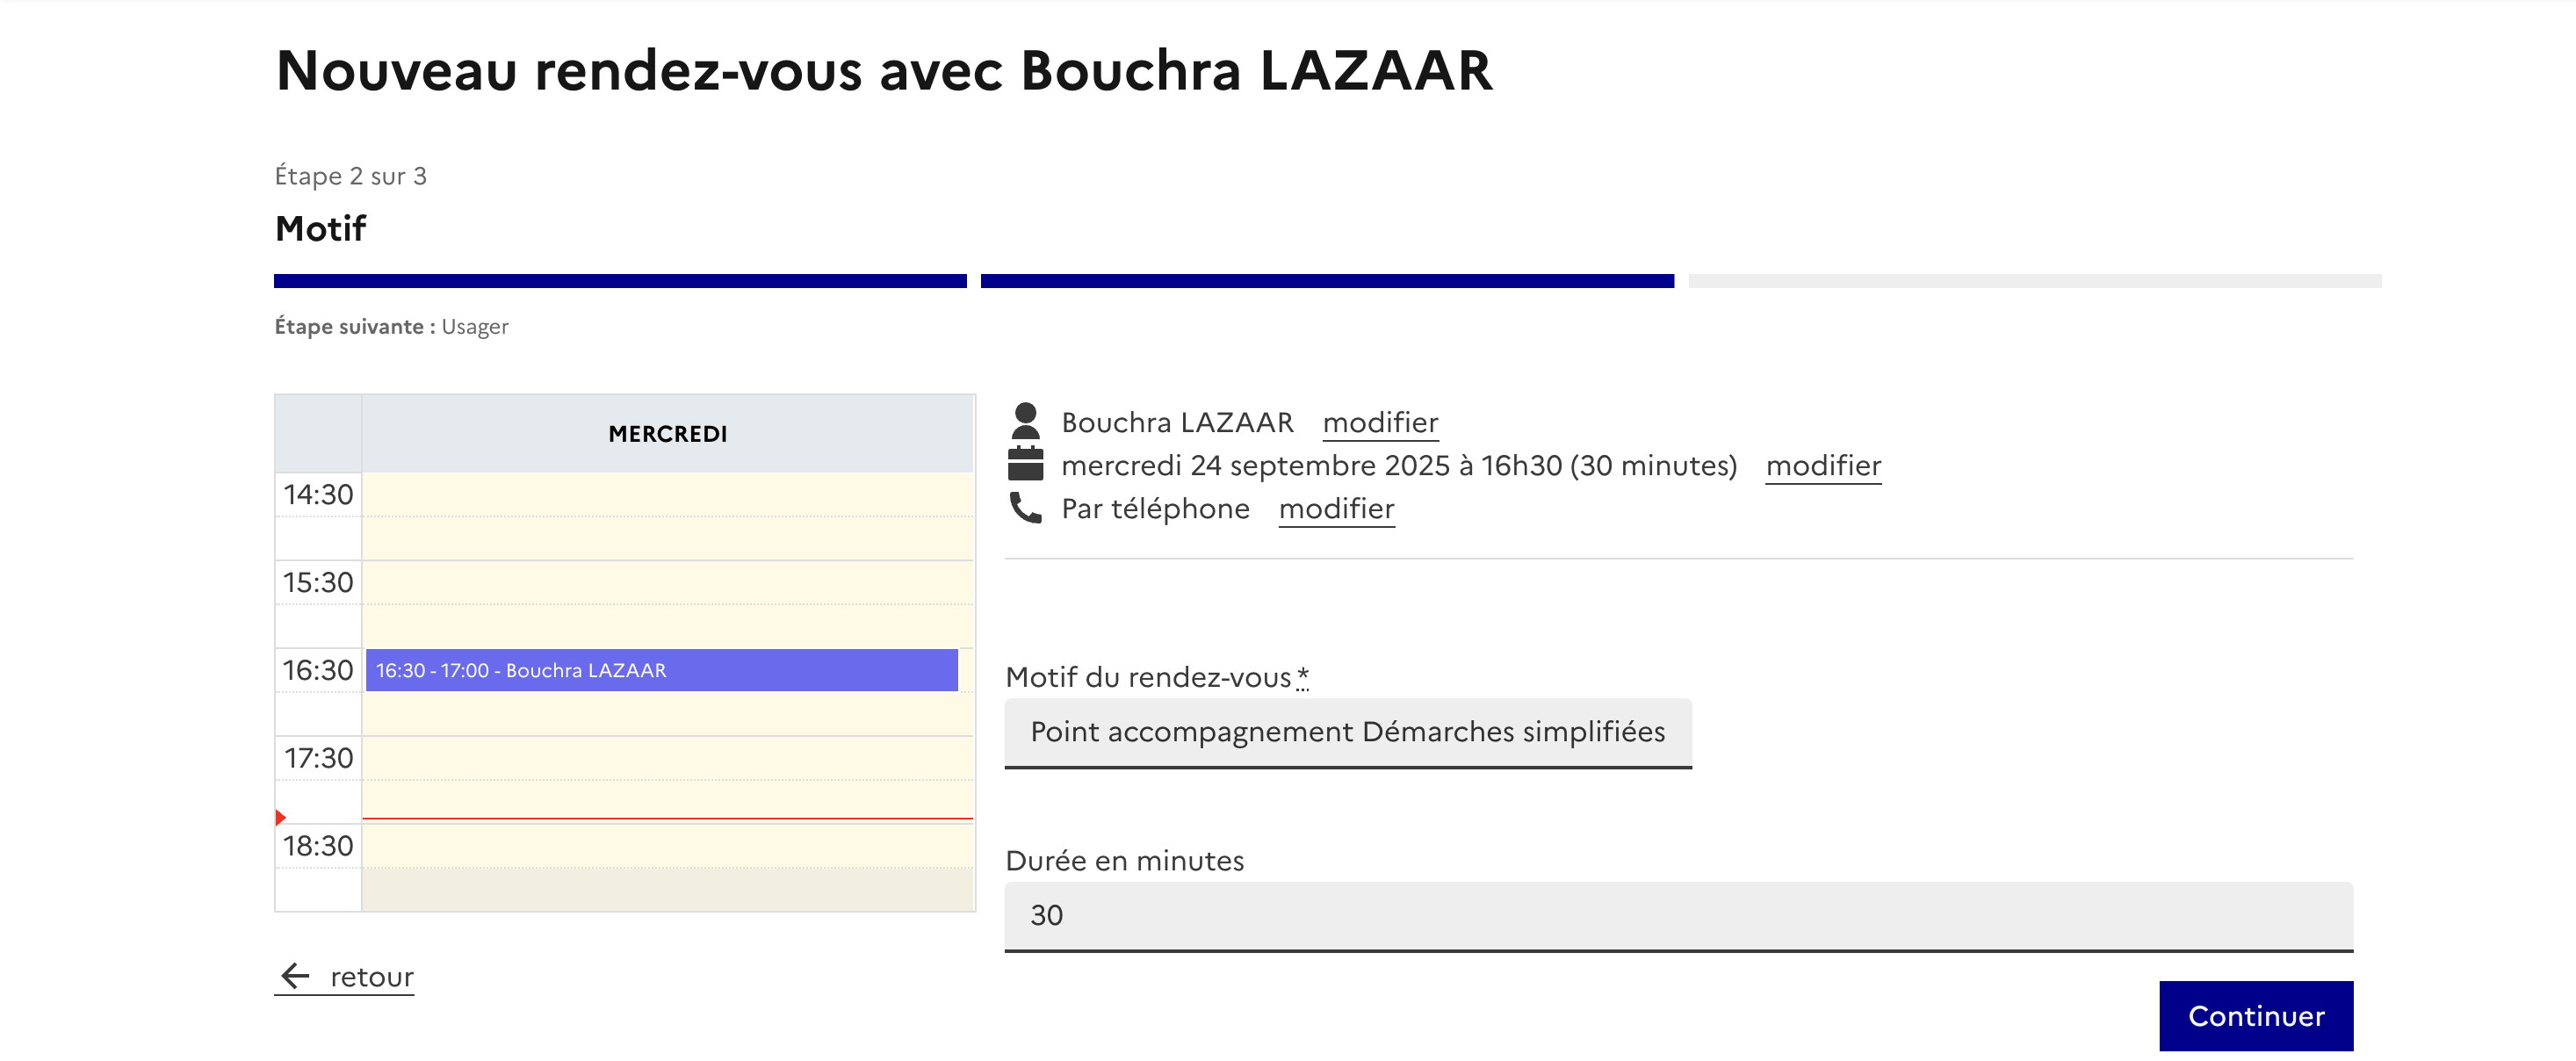 Nouveau rendez-vous avec Bouchra LAZAAR
Étape 2 sur 3
Motif
Étape suivante : Usager
MERCREDI
14:30
15:30
16:30
16:30 - 17:00 - Bouchra LAZAAR
17:30
18:30
retour
Bouchra LAZAAR modifier
mercredi 24 septembre 2025 à 16h30 (30 minutes) modifier
Par téléphone modifier
Motif du rendez-vous *
Point accompagnement Démarches simplifiées
Durée en minutes
30
Continuer